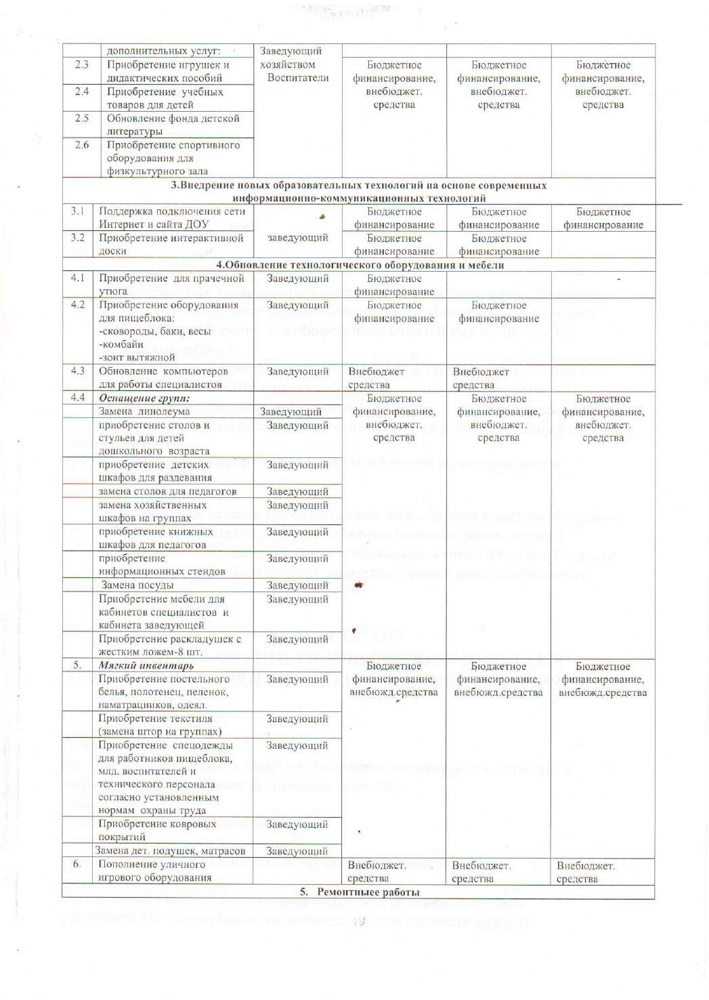 дополнительных услуг:
Заведующий
хозяйством
Воспитатели
2.3 Приобретение игрушек и
дидактических пособий
Бюджетное финансирование, внебюджет. средства
Бюджетное финансирование, внебюджет. средства
Бюджетное финансирование, внебюджет. средства
2.4 Приобретение учебных
товаров для детей
2.5 Обновление фонда детской
литературы
2.6 Приобретение спортивного
оборудования для
физкультурного зала
3.Внедрение новых образовательных технологий на основе современных
информационно-коммуникационных технологий
3.1 Поддержка подключения сети
Интернет и сайта ДОУ
заведующий
Бюджетное финансирование
Бюджетное финансирование
Бюджетное финансирование
3.2 Приобретение интерактивной
доски
Бюджетное финансирование
Бюджетное финансирование
4.Обновление технологического оборудования и мебели
4.1 Приобретение для прачечной
утюга
Заведующий
Бюджетное финансирование
-
4.2 Приобретение оборудования
для пищеблока:
-сковороды, баки, весы
-комбайн
-зонт вытяжной
Заведующий
Бюджетное финансирование
Бюджетное финансирование
4.3 Обновление компьютеров
для работы специалистов
Заведующий
Внебюджет средства
Внебюджет средства
4.4 Оснащение групп:
Бюджетное финансирование, внебюджет. средства
Бюджетное финансирование, внебюджет. средства
Бюджетное финансирование, внебюджет. средства
Замена линолеума Заведующий
приобретение столов и Заведующий
стульев для детей
дошкольного возраста
приобретение детских Заведующий
шкафов для раздевания
замена столов для педагогов Заведующий
замена хозяйственных Заведующий
шкафов на группах
приобретение книжных Заведующий
шкафов для педагогов
приобретение Заведующий
информационных стендов
Замена посуды Заведующий
Приобретение мебели для Заведующий
кабинетов специалистов и
кабинета заведующей
Приобретение раскладушек с Заведующий
жестким ложем-8 шт.
5. Мягкий инвентарь
Бюджетное финансирование, внебюжд.средства
Бюджетное финансирование, внебюжд.средства
Бюджетное финансирование, внебюжд.средства
Приобретение постельного Заведующий
белья, полотенец, пеленок,
наматрацников, одеял.
Приобретение текстиля Заведующий
(замена штор на группах)
Приобретение спецодежды Заведующий
для работников пищеблока,
млд. воспитателей и
технического персонала
согласно установленным
нормам охраны труда
Приобретение ковровых Заведующий
покрытий
Замена дет. подушек, матрасов Заведующий
6. Пополнение уличного
игрового оборудования
Внебюджет. средства
Внебюджет. средства
Внебюджет. средства
5. Ремонтныее работы
19